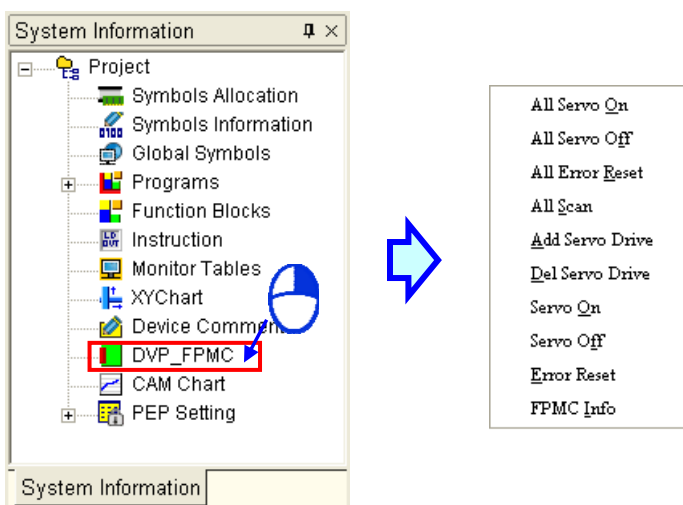 System Information
Project
Symbols Allocation
Symbols Information
Global Symbols
Programs
Function Blocks
Instruction
Monitor Tables
XYChart
Device Comment
DVP_FPMC
CAM Chart
PEP Setting
System Information
All Servo On
All Servo Off
All Error Reset
All Scan
Add Servo Drive
Del Servo Drive
Servo On
Servo Off
Error Reset
FPMC Info